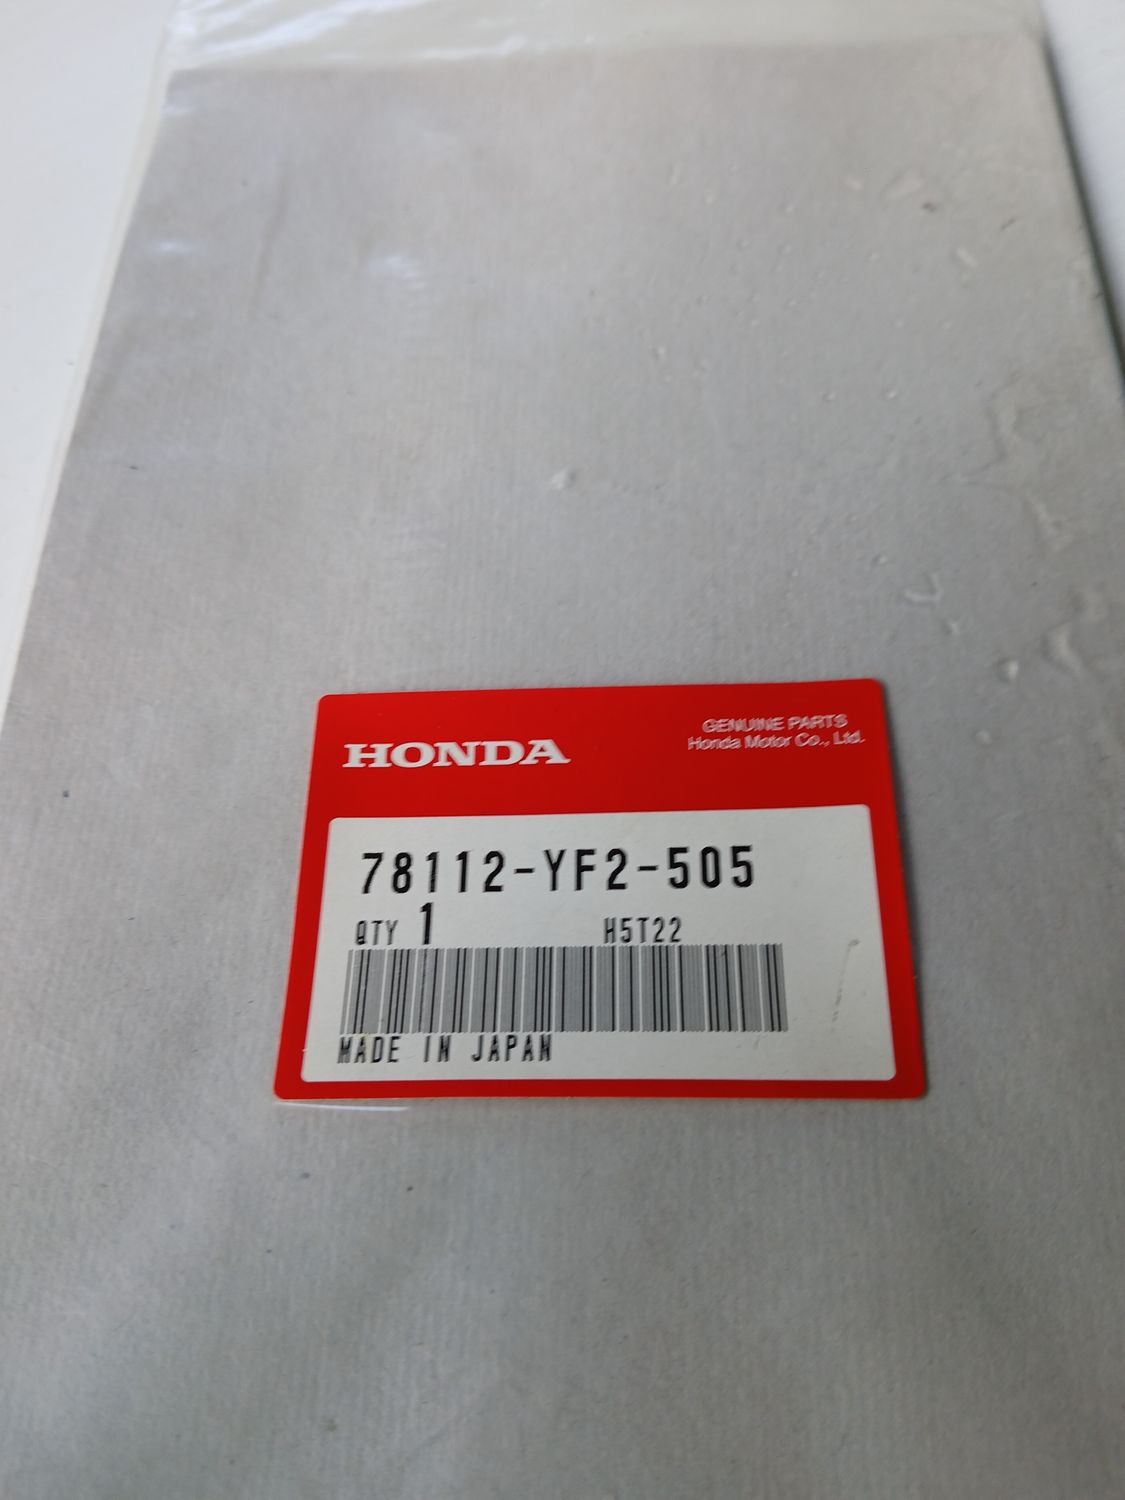 HONDA
GENUINE PARTS
Honda Motor Co., Ltd.
78112-YF2-505
QTY 1 H5T22
MADE IN JAPAN